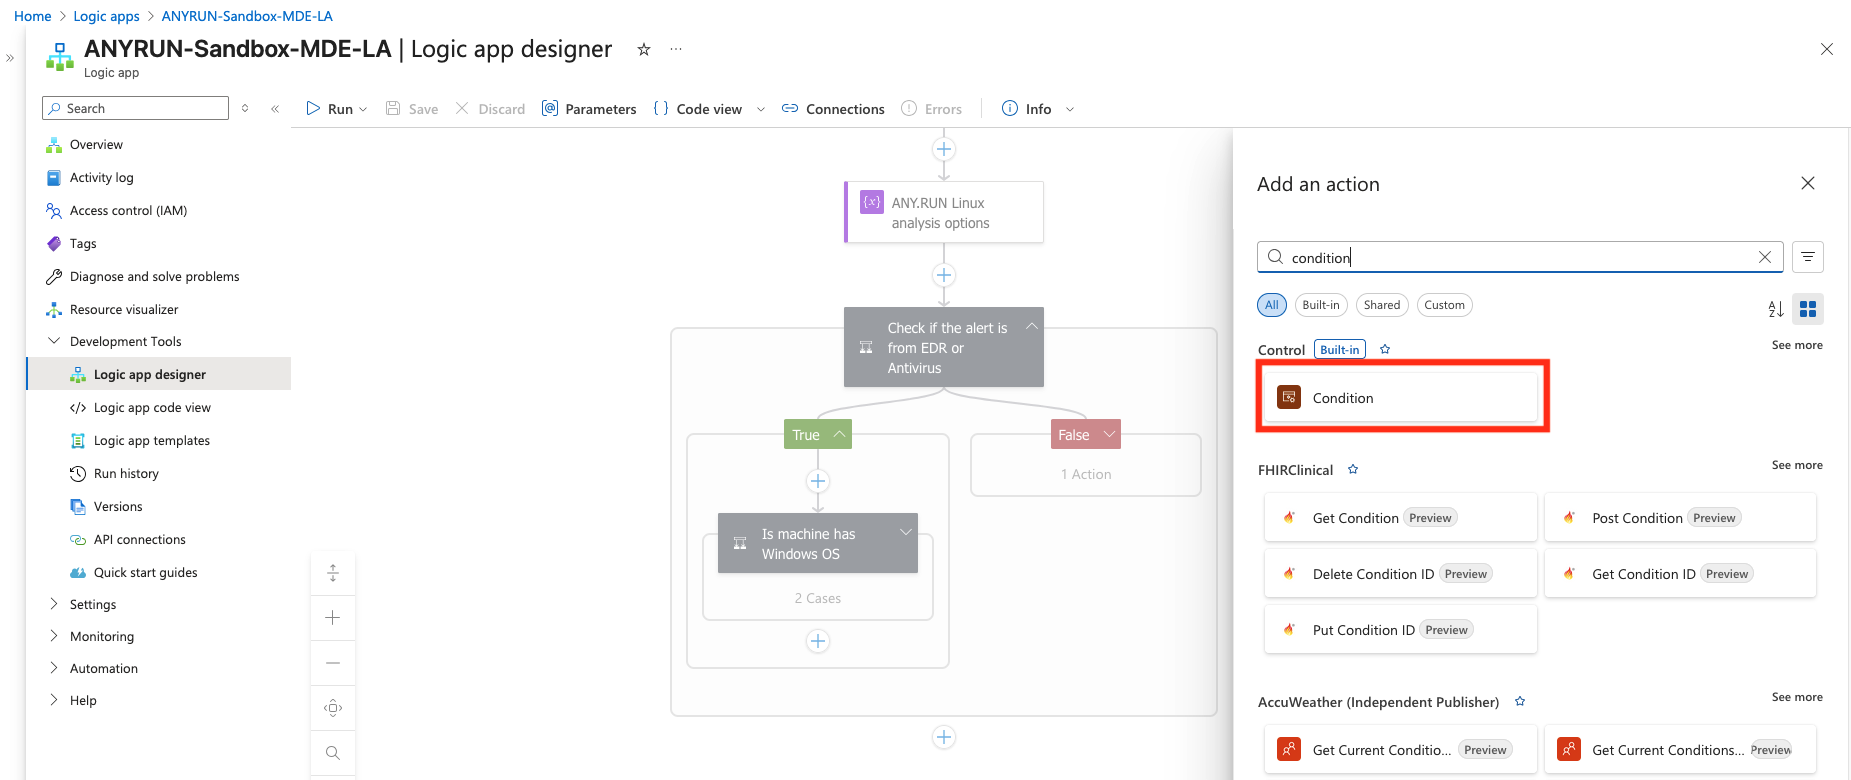 Home > Logic apps > ANYRUN-Sandbox-MDE-LA
ANYRUN-Sandbox-MDE-LA | Logic app designer
Logic app
Search
Run
Save
Discard
Parameters
Code view
Connections
Errors
Info
Overview
Activity log
Access control (IAM)
Tags
Diagnose and solve problems
Resource visualizer
Development Tools
Logic app designer
Logic app code view
Logic app templates
Run history
Versions
API connections
Quick start guides
Settings
Monitoring
Automation
Help
ANY.RUN Linux
analysis options
Check if the alert is
from EDR or
Antivirus
True
False
1 Action
Is machine has
Windows OS
2 Cases
Add an action
condition
All
Built-in
Shared
Custom
Control Built-in
See more
Condition
FHIRClinical
See more
Get Condition Preview
Post Condition Preview
Delete Condition ID Preview
Get Condition ID Preview
Put Condition ID Preview
AccuWeather (Independent Publisher)
See more
Get Current Conditio... Preview
Get Current Conditions... Preview